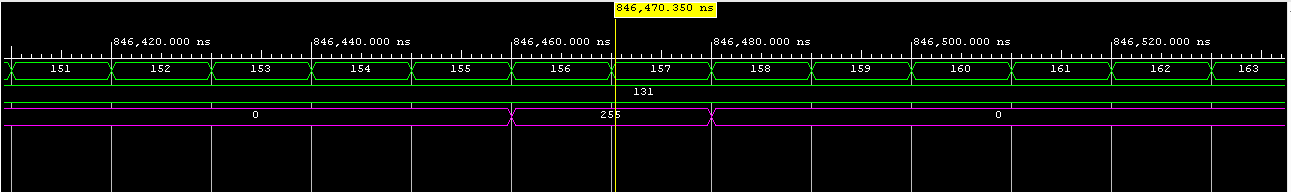 846,470.350 ns
846,420.000 ns 846,440.000 ns 846,460.000 ns 846,480.000 ns 846,500.000 ns 846,520.000 ns
151 152 153 154 155 156 157 158 159 160 161 162 163
131
0 255 0